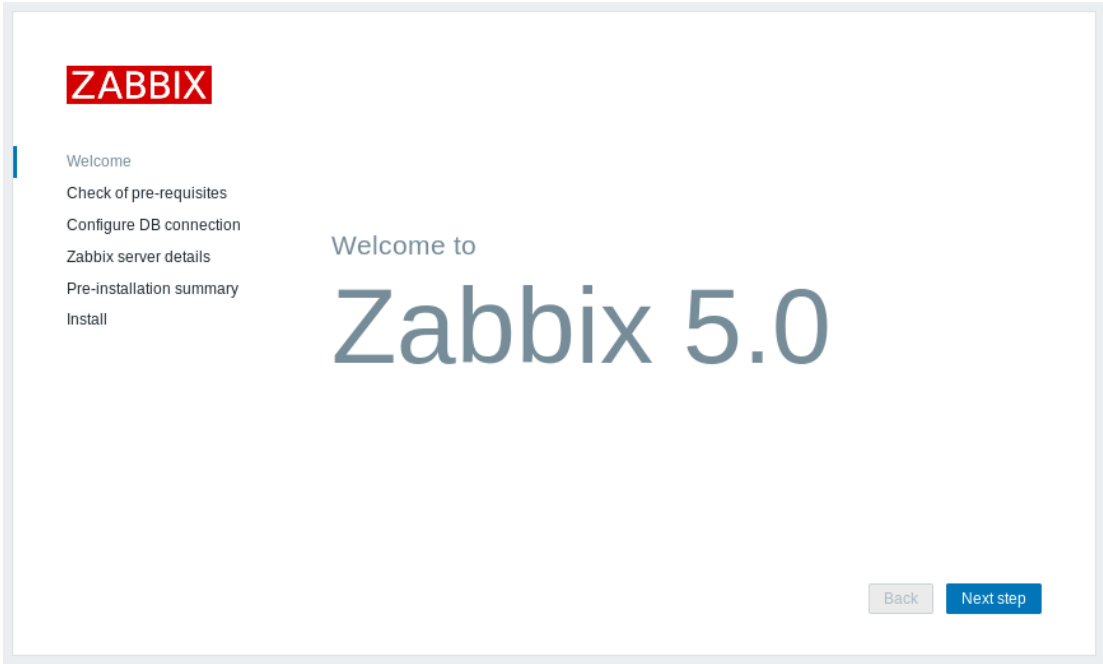 ZABBIX
Welcome
Check of pre-requisites
Configure DB connection
Zabbix server details
Pre-installation summary
Install
Welcome to
Zabbix 5.0
Back
Next step